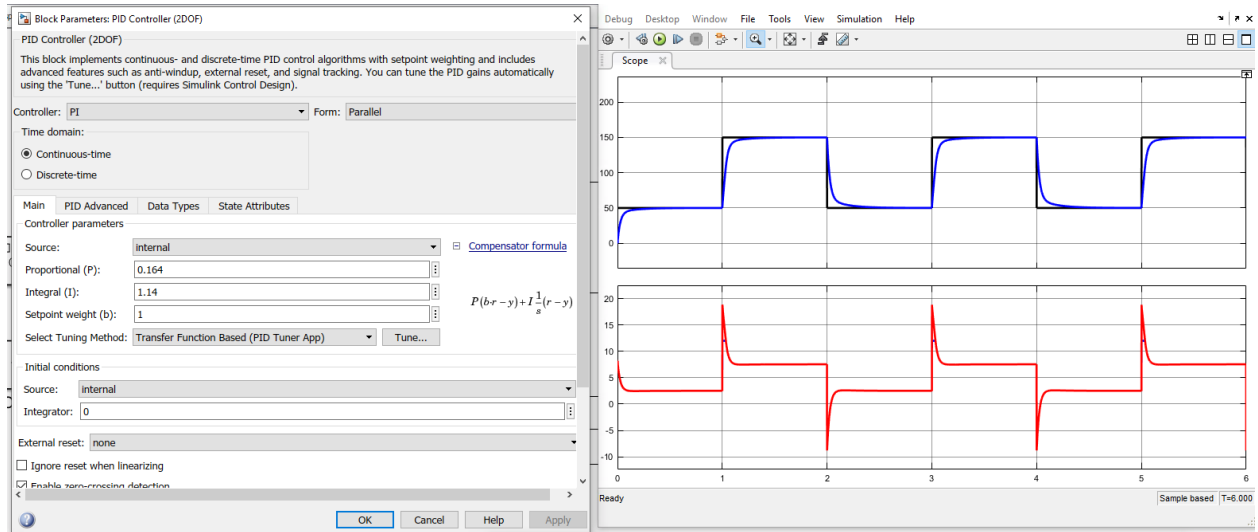 Block Parameters: PID Controller (2DOF)
PID Controller (2DOF)
This block implements continuous- and discrete-time PID control algorithms with setpoint weighting and includes
advanced features such as anti-windup, external reset, and signal tracking. You can tune the PID gains automatically
using the 'Tune...' button (requires Simulink Control Design).
Controller: PI Form: Parallel
Time domain:
Continuous-time
Discrete-time
Main PID Advanced Data Types State Attributes
Controller parameters
Source: internal Compensator formula
Proportional (P): 0.164
Integral (I): 1.14
P(b·r − y) + I 1/s (r − y)
Setpoint weight (b): 1
Select Tuning Method: Transfer Function Based (PID Tuner App) Tune...
Initial conditions
Source: internal
Integrator: 0
External reset: none
Ignore reset when linearizing
Enable zero-crossing detection
OK Cancel Help Apply
Debug Desktop Window File Tools View Simulation Help
Scope
200
150
100
50
0
20
15
10
5
0
-5
-10
0 1 2 3 4 5 6
Ready Sample based T=6.000